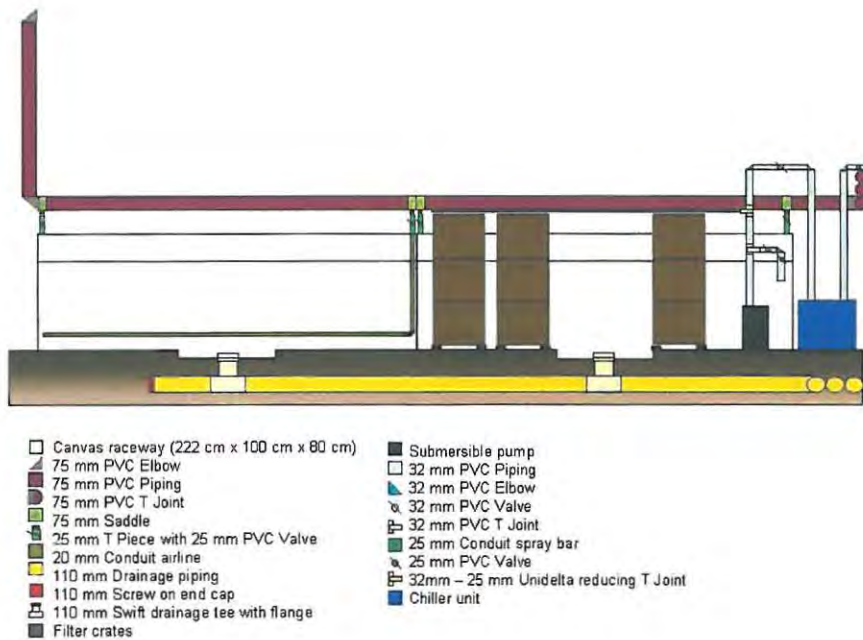 Canvas raceway (222 cm x 100 cm x 80 cm)
75 mm PVC Elbow
75 mm PVC Piping
75 mm PVC T Joint
75 mm Saddle
25 mm T Piece with 25 mm PVC Valve
20 mm Conduit airline
110 mm Drainage piping
110 mm Screw on end cap
110 mm Swift drainage tee with flange
Filter crates
Submersible pump
32 mm PVC Piping
32 mm PVC Elbow
32 mm PVC Valve
32 mm PVC T Joint
25 mm Conduit spray bar
25 mm PVC Valve
32mm – 25 mm Unidelta reducing T Joint
Chiller unit